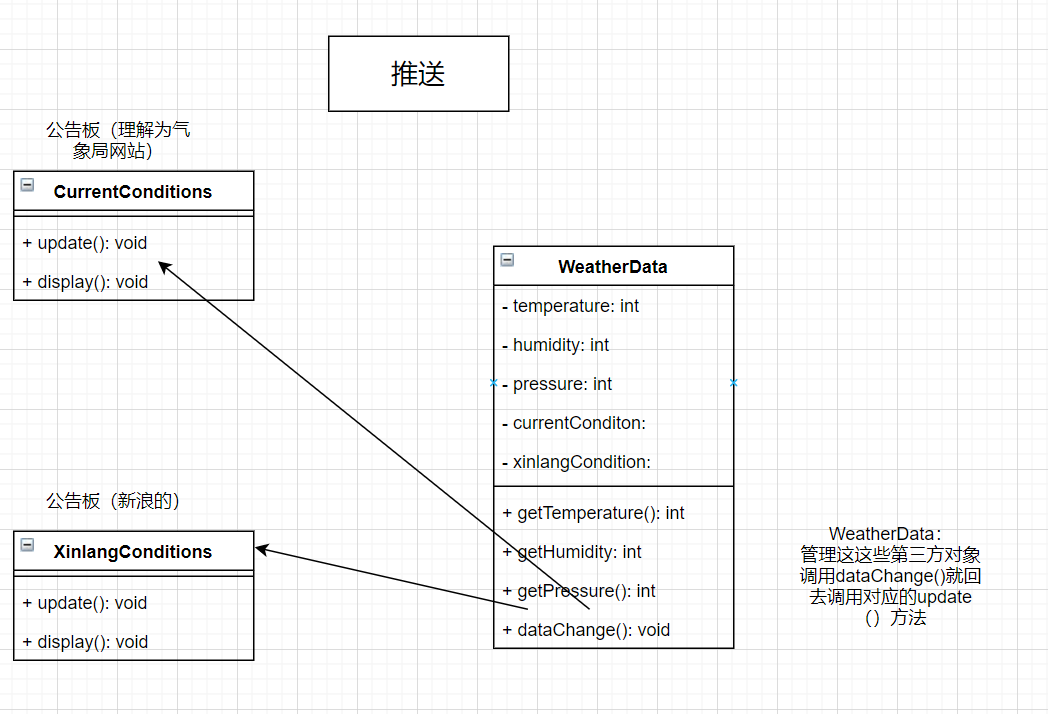 推送
公告板（理解为气
象局网站）
CurrentConditions
+ update(): void
+ display(): void
WeatherData
- temperature: int
- humidity: int
- pressure: int
- currentConditon:
- xinlangCondition:
+ getTemperature(): int
+ getHumidity: int
+ getPressure(): int
+ dataChange(): void
公告板（新浪的）
XinlangConditions
+ update(): void
+ display(): void
WeatherData：
管理这这些第三方对象
调用dataChange()就回
去调用对应的update
（）方法